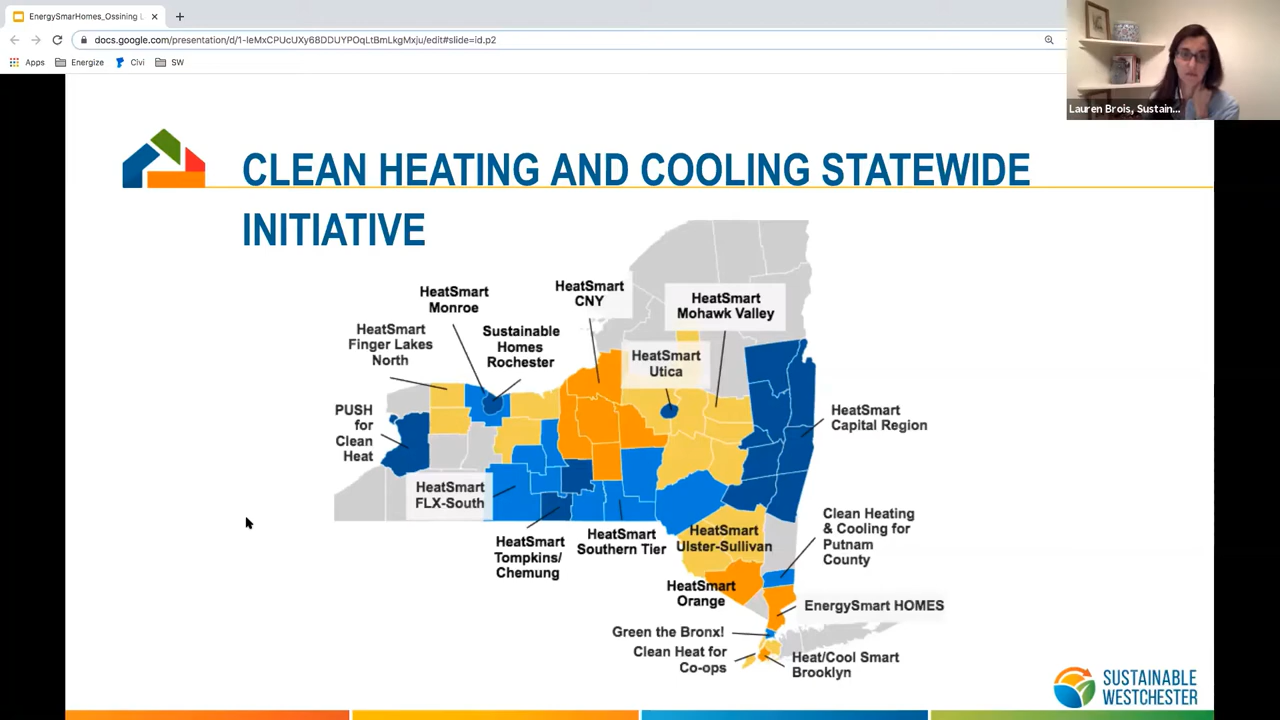 EnergySmarHomes_Ossining L
docs.google.com/presentation/d/1-IeMxCPUcUXy68DDUYPOqLtBmLkgMxju/edit#slide=id.p2
Apps Energize Civi SW
Lauren Brois, Sustain...
CLEAN HEATING AND COOLING STATEWIDE
INITIATIVE
HeatSmart
Monroe
HeatSmart
CNY
HeatSmart
Mohawk Valley
HeatSmart
Finger Lakes
North
Sustainable
Homes
Rochester
HeatSmart
Utica
PUSH
for
Clean
Heat
HeatSmart
Capital Region
HeatSmart
FLX-South
HeatSmart
Tompkins/
Chemung
HeatSmart
Southern Tier
HeatSmart
Ulster-Sullivan
Clean Heating
& Cooling for
Putnam
County
HeatSmart
Orange
EnergySmart HOMES
Green the Bronx!
Clean Heat for
Co-ops
Heat/Cool Smart
Brooklyn
SUSTAINABLE
WESTCHESTER